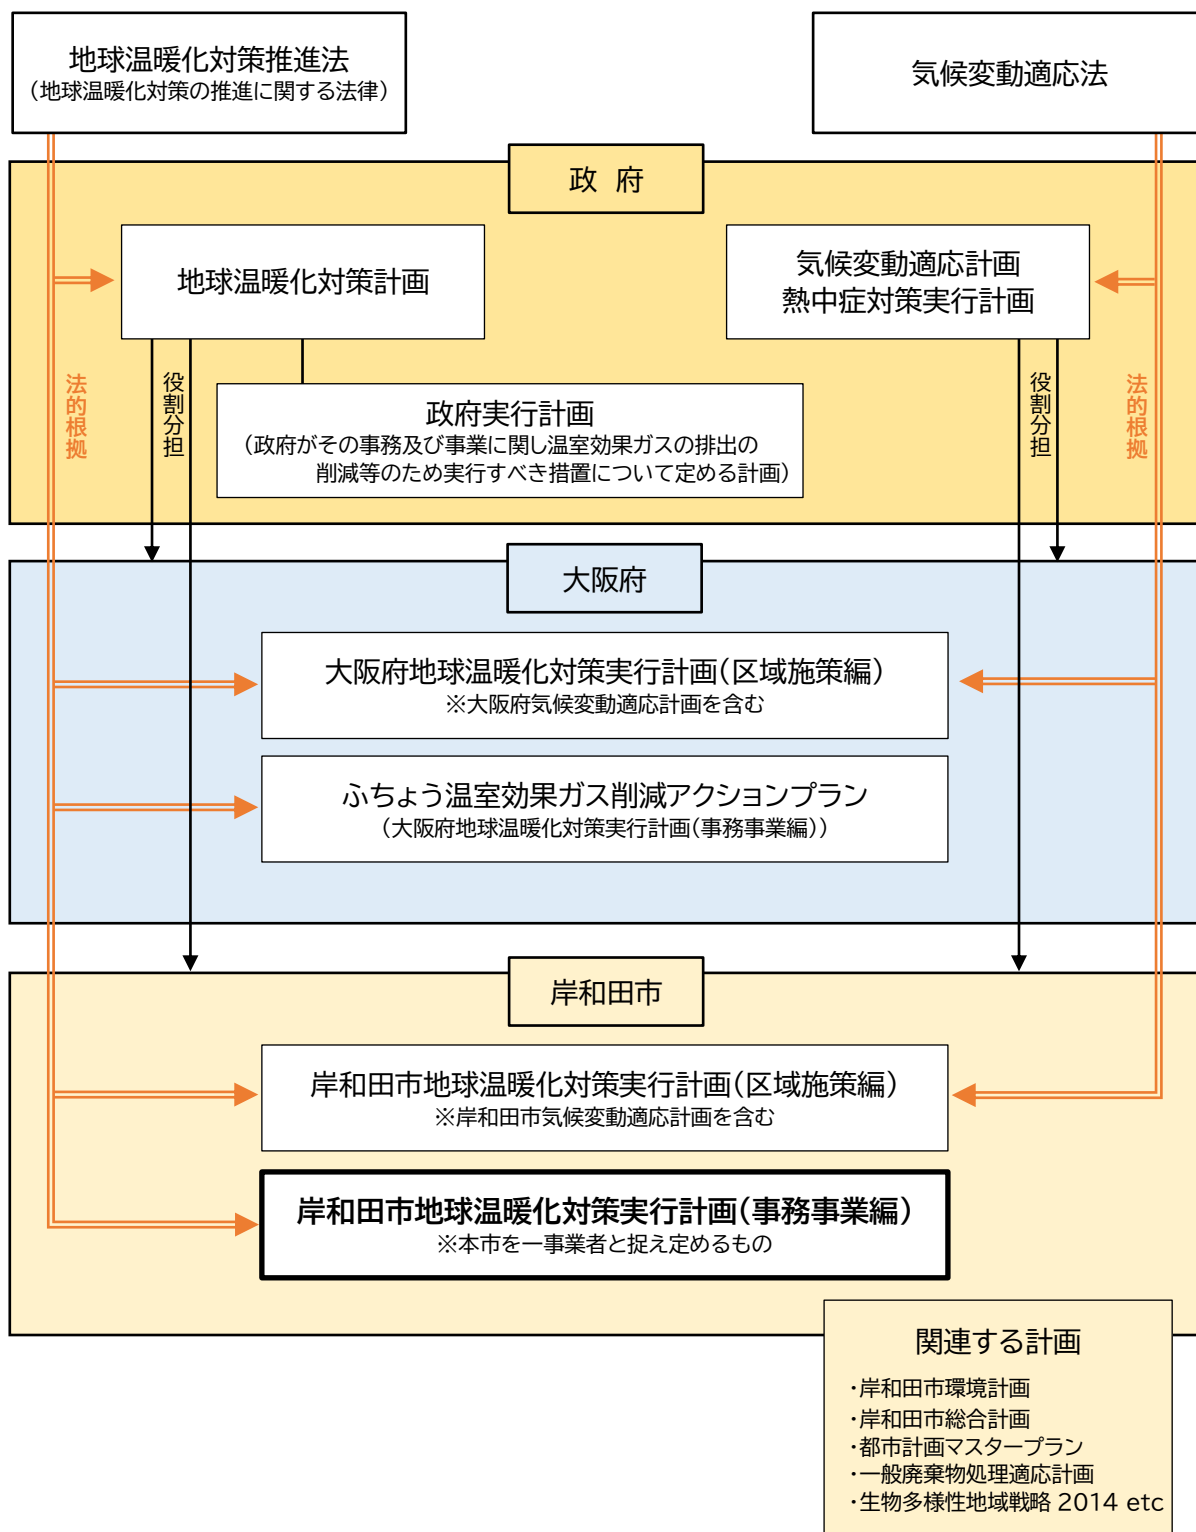 地球温暖化対策推進法
（地球温暖化対策の推進に関する法律）
気候変動適応法
政 府
地球温暖化対策計画
気候変動適応計画
熱中症対策実行計画
法的根拠
役割分担
役割分担
法的根拠
政府実行計画
（政府がその事務及び事業に関し温室効果ガスの排出の
削減等のため実行すべき措置について定める計画）
大阪府
大阪府地球温暖化対策実行計画（区域施策編）
※大阪府気候変動適応計画を含む
ふちょう温室効果ガス削減アクションプラン
（大阪府地球温暖化対策実行計画（事務事業編））
岸和田市
岸和田市地球温暖化対策実行計画（区域施策編）
※岸和田市気候変動適応計画を含む
岸和田市地球温暖化対策実行計画（事務事業編）
※本市を一事業者と捉え定めるもの
関連する計画
・岸和田市環境計画
・岸和田市総合計画
・都市計画マスタープラン
・一般廃棄物処理適応計画
・生物多様性地域戦略 2014 etc